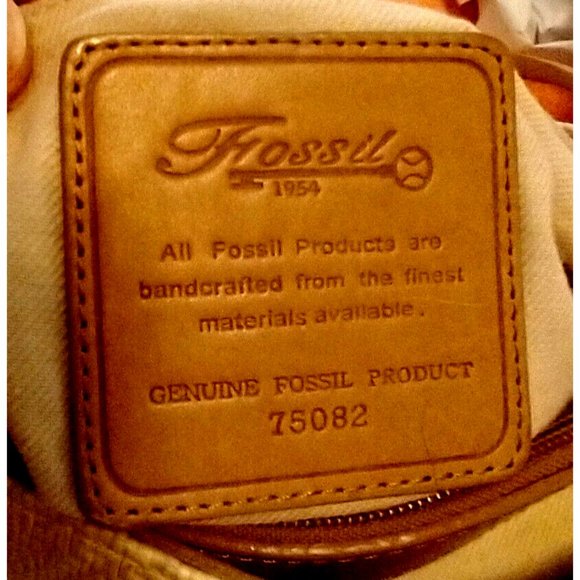 Fossil
1954
All Fossil Products are
handcrafted from the finest
materials available.
GENUINE FOSSIL PRODUCT
75082